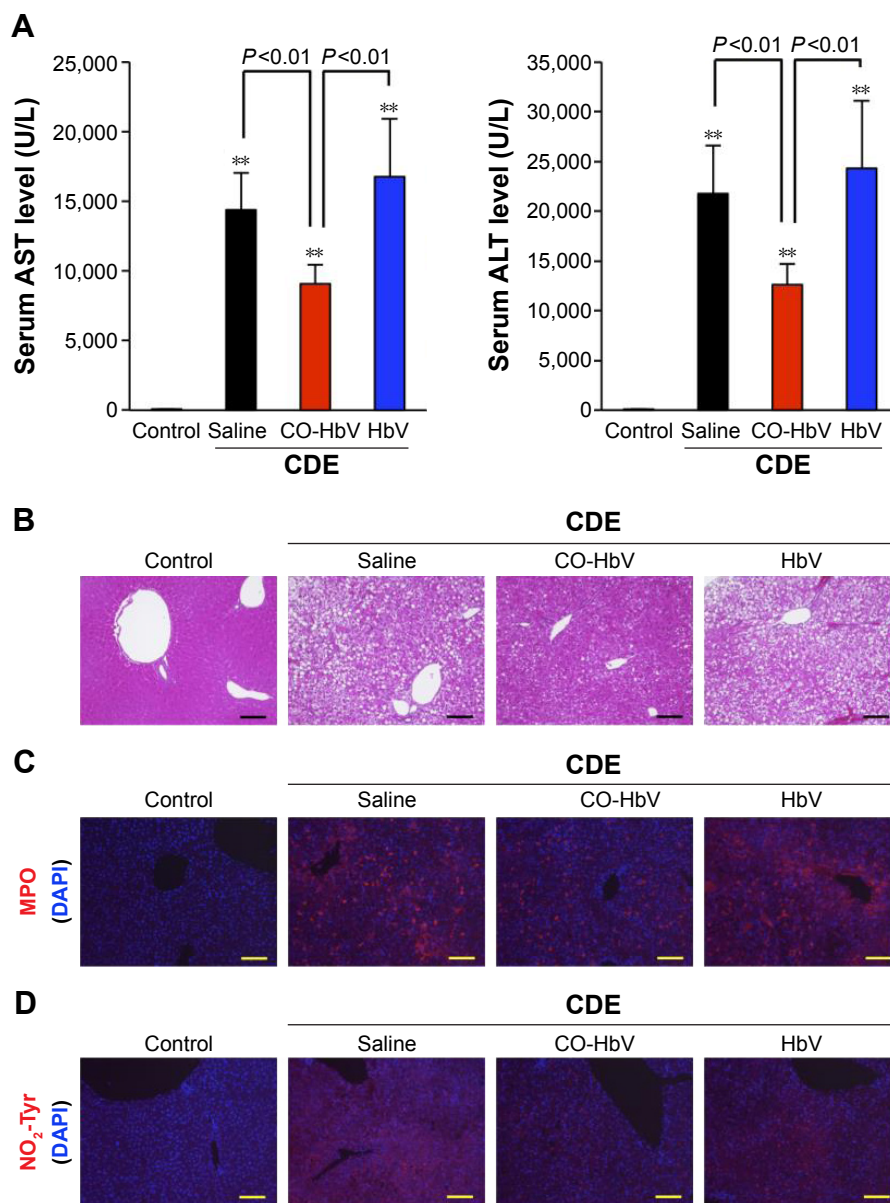 A
P<0.01 P<0.01
25,000
20,000
15,000
10,000
5,000
0
Serum AST level (U/L)
**
**
**
Control Saline CO-HbV HbV
CDE
P<0.01 P<0.01
35,000
30,000
25,000
20,000
15,000
10,000
5,000
0
Serum ALT level (U/L)
**
**
**
Control Saline CO-HbV HbV
CDE
B
CDE
Control Saline CO-HbV HbV
C
CDE
Control Saline CO-HbV HbV
MPO
(DAPI)
D
CDE
Control Saline CO-HbV HbV
NO₂-Tyr
(DAPI)